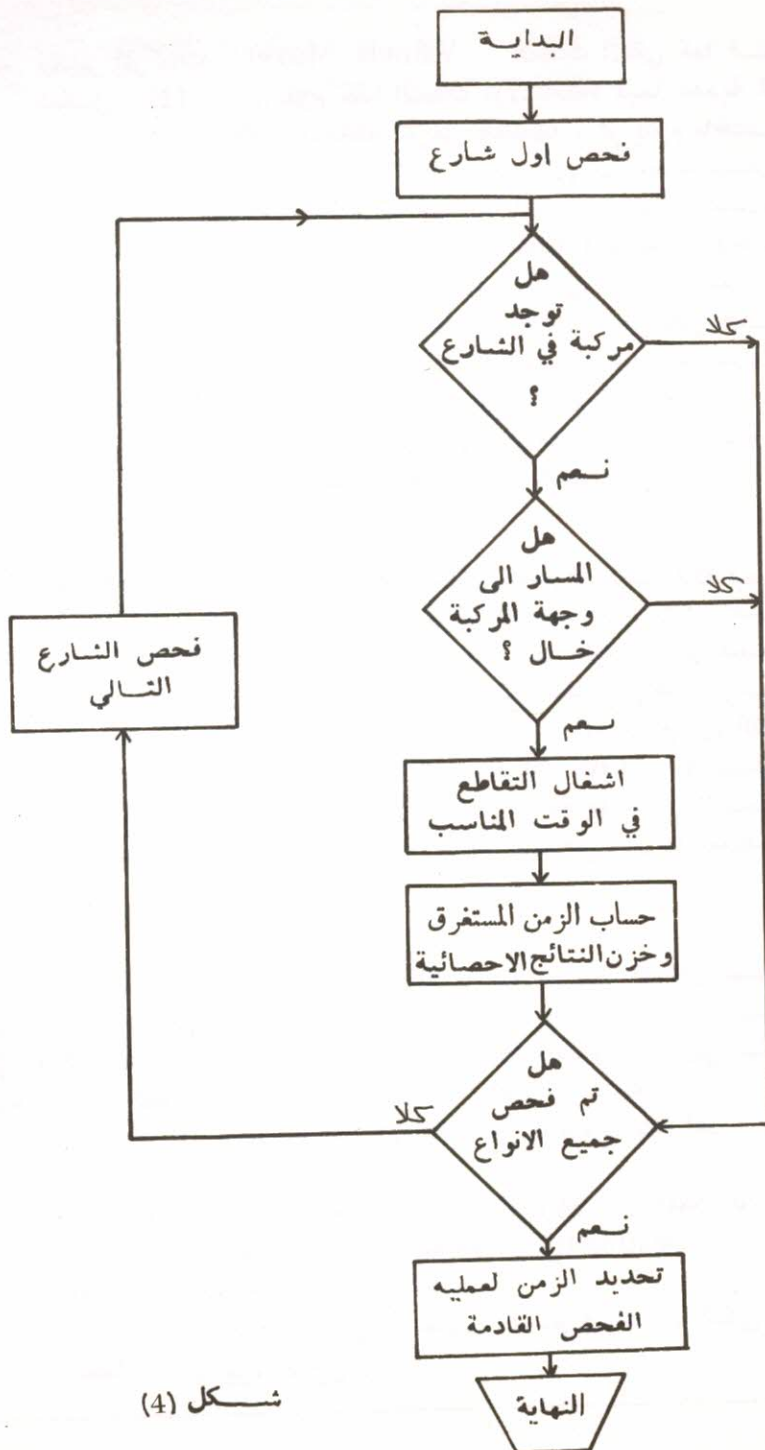 البداية
فحص اول شارع
هل
توجد
مركبة في الشارع
؟
كلا
نعم
هل
المسار الى
وجهة المركبة
خال ؟
كلا
نعم
فحص الشارع
التالي
اشغال التقاطع
في الوقت المناسب
حساب الزمن المستغرق
وخزن النتائج الاحصائية
هل
تم فحص
جميع الانواع
كلا
نعم
تحديد الزمن لعمليه
الفحص القادمة
النهاية
شكل (4)